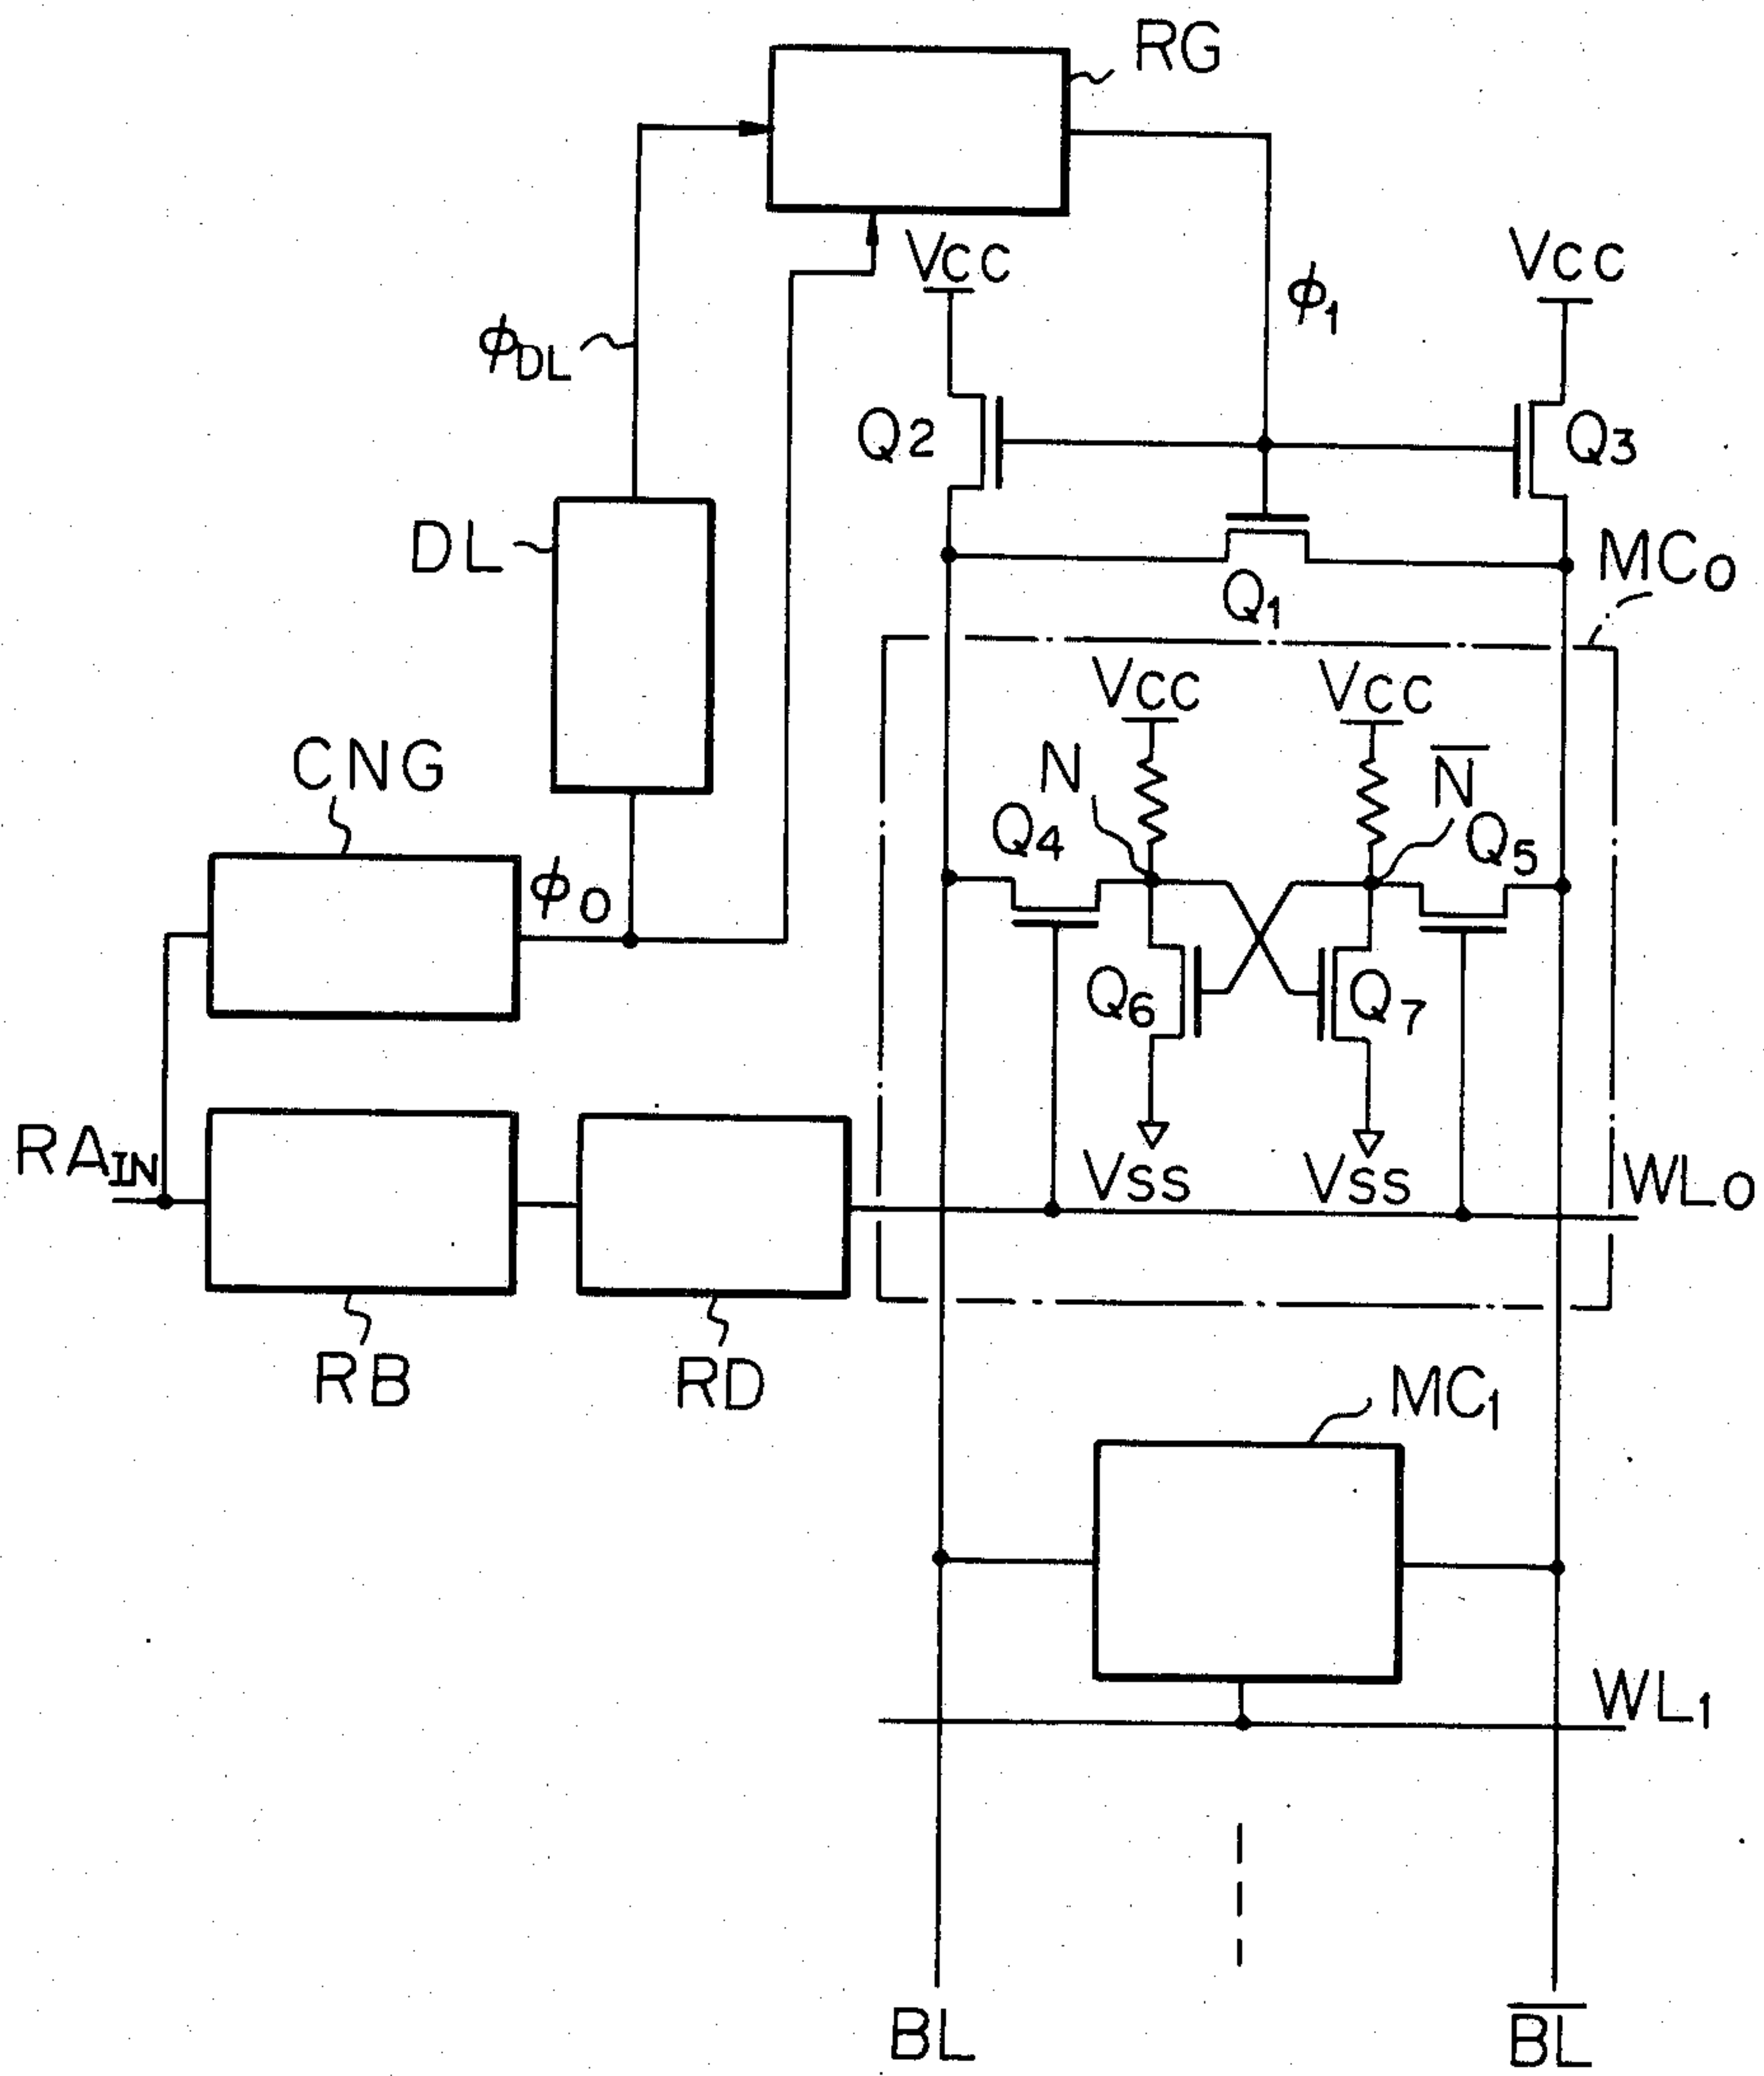 RG
Vcc
Vcc
ϕ1
ϕDL
Q2
Q3
DL
MC0
Q1
Vcc
Vcc
CNG
N
N̅
Q4
Q5
ϕ0
Q6
Q7
RAIN
Vss
Vss
WL0
RB
RD
MC1
WL1
BL
B̅L̅